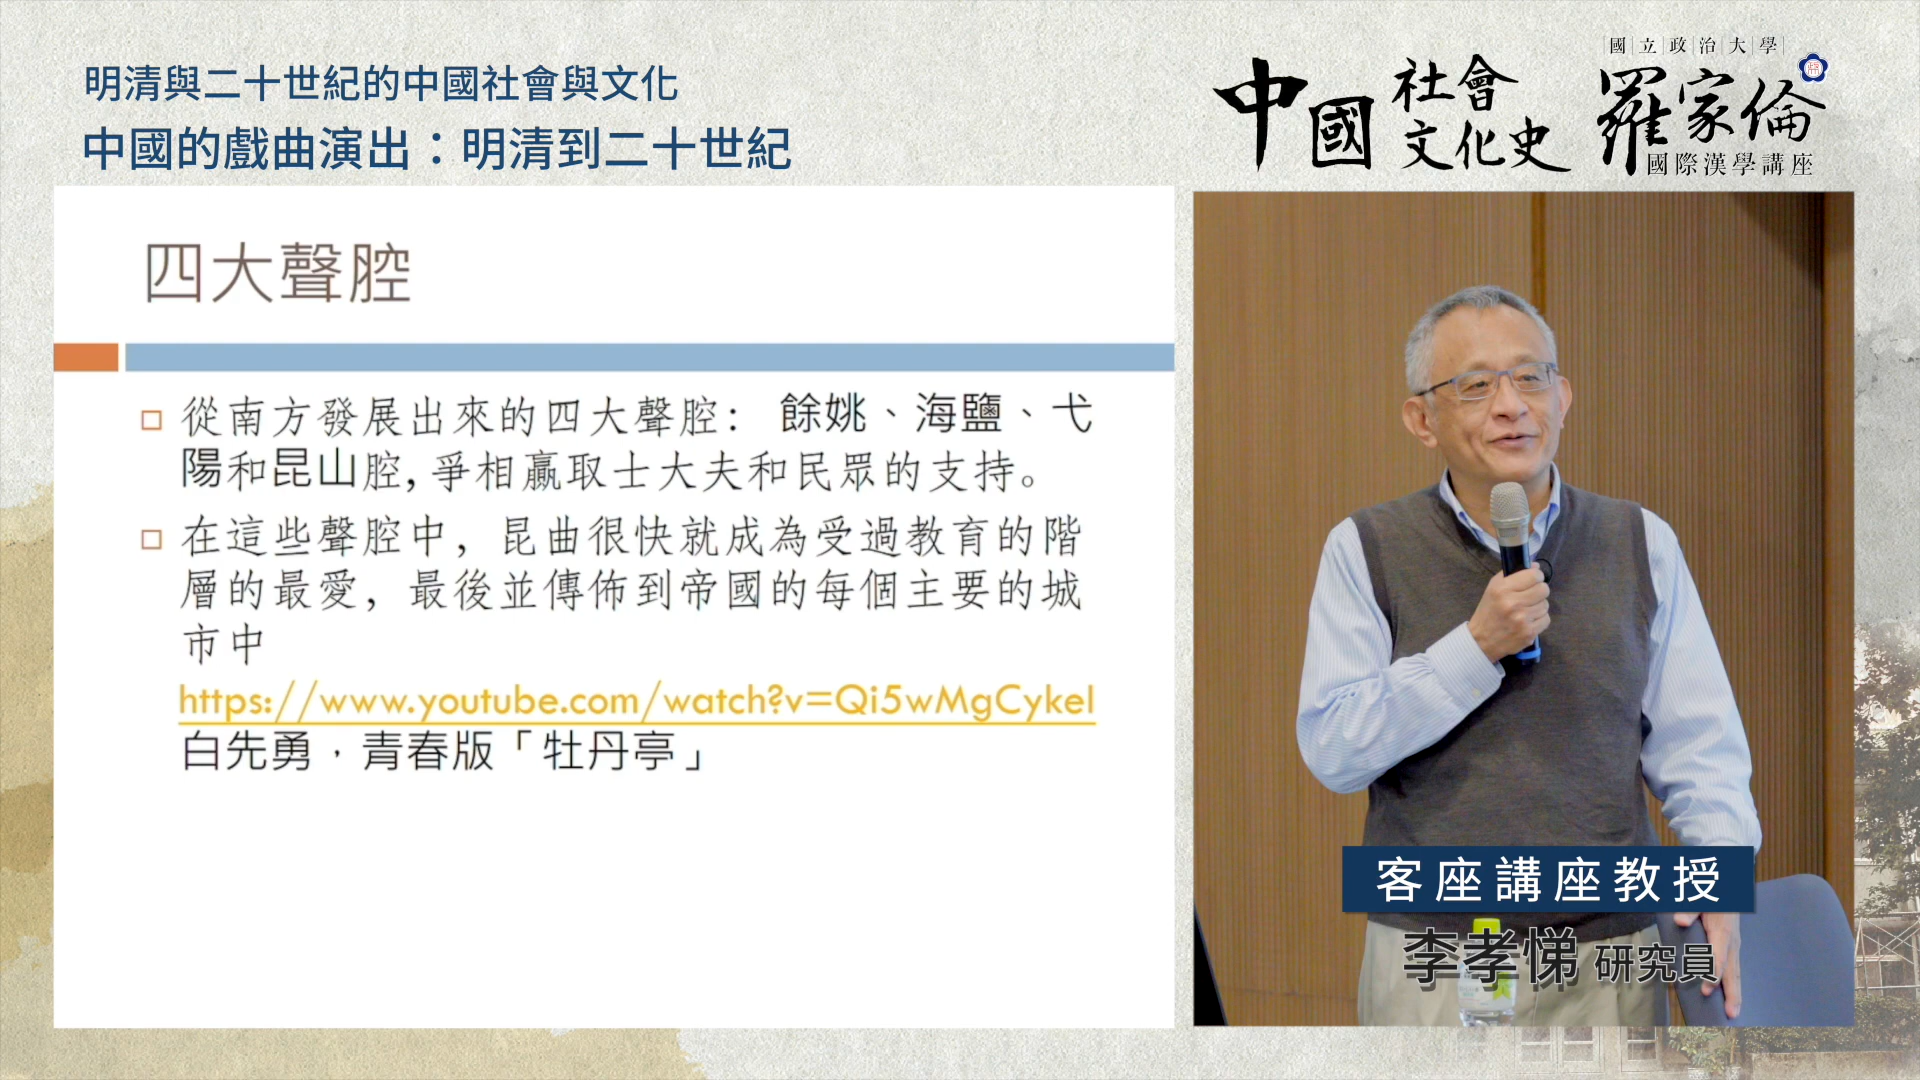 明清與二十世紀的中國社會與文化
中國的戲曲演出：明清到二十世紀
中國社會文化史
國立政治大學
羅家倫
國際漢學講座
四大聲腔
從南方發展出來的四大聲腔： 餘姚、海鹽、弋
陽和昆山腔,爭相贏取士大夫和民眾的支持。
在這些聲腔中，昆曲很快就成為受過教育的階
層的最愛，最後並傳佈到帝國的每個主要的城
市中
https://www.youtube.com/watch?v=Qi5wMgCykeI
白先勇，青春版「牡丹亭」
客座講座教授
李孝悌 研究員